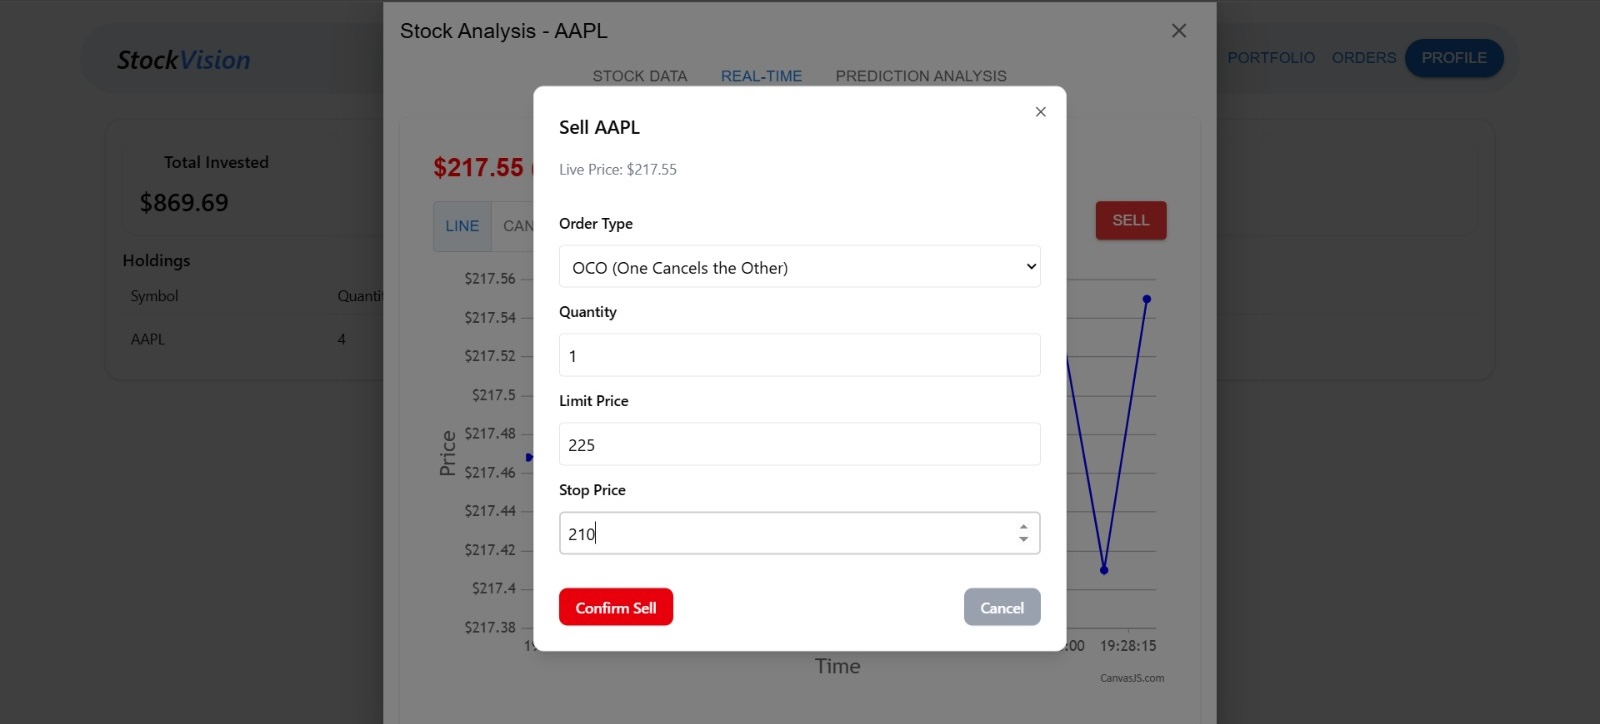 Stock Analysis - AAPL
StockVision
PORTFOLIO ORDERS PROFILE
STOCK DATA REAL-TIME PREDICTION ANALYSIS
Total Invested
$869.69
Holdings
Symbol
AAPL 4
$217.55
LINE
SELL
Sell AAPL
Live Price: $217.55
Order Type
OCO (One Cancels the Other)
Quantity
1
Limit Price
225
Stop Price
210
Confirm Sell Cancel
Price
$217.56
$217.54
$217.52
$217.5
$217.48
$217.46
$217.44
$217.42
$217.4
$217.38
19:28:15
Time
CanvasJS.com